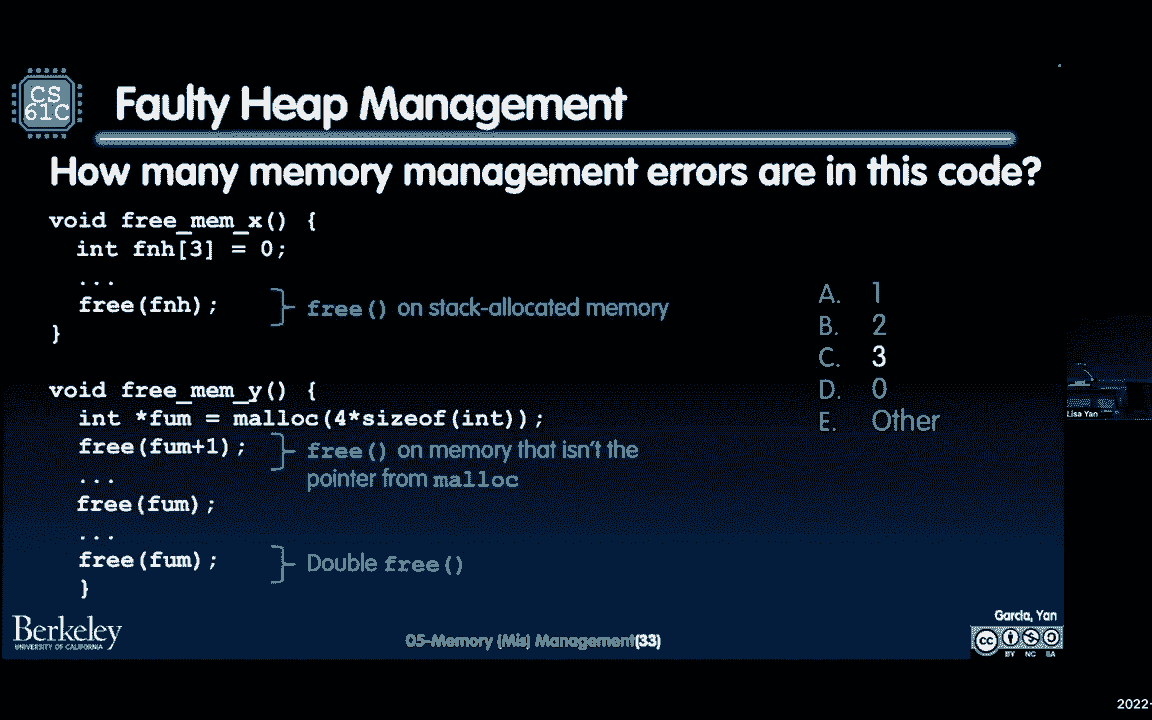 CS
61C
Faulty Heap Management
How many memory management errors are in this code?
void free_mem_x() {
int fnh[3] = 0;
...
free(fnh);
free() on stack-allocated memory
}
A. 1
B. 2
C. 3
D. 0
E. Other
void free_mem_y() {
int *fum = malloc(4*sizeof(int));
free(fum+1);
free() on memory that isn't the
pointer from malloc
...
free(fum);
...
free(fum);
Double free()
}
Lisa Yan
Berkeley
UNIVERSITY OF CALIFORNIA
05-Memory (Mis) Management(33)
Garcia, Yan
cc
BY NC SA
2022-